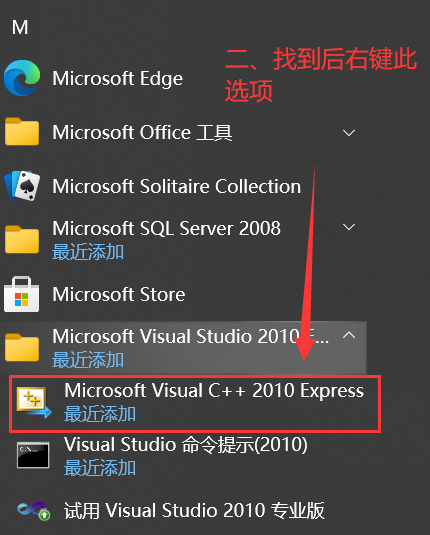 M
Microsoft Edge
二、找到后右键此
选项
Microsoft Office 工具
Microsoft Solitaire Collection
Microsoft SQL Server 2008
最近添加
Microsoft Store
Microsoft Visual Studio 2010 E...
最近添加
Microsoft Visual C++ 2010 Express
最近添加
Visual Studio 命令提示(2010)
最近添加
试用 Visual Studio 2010 专业版